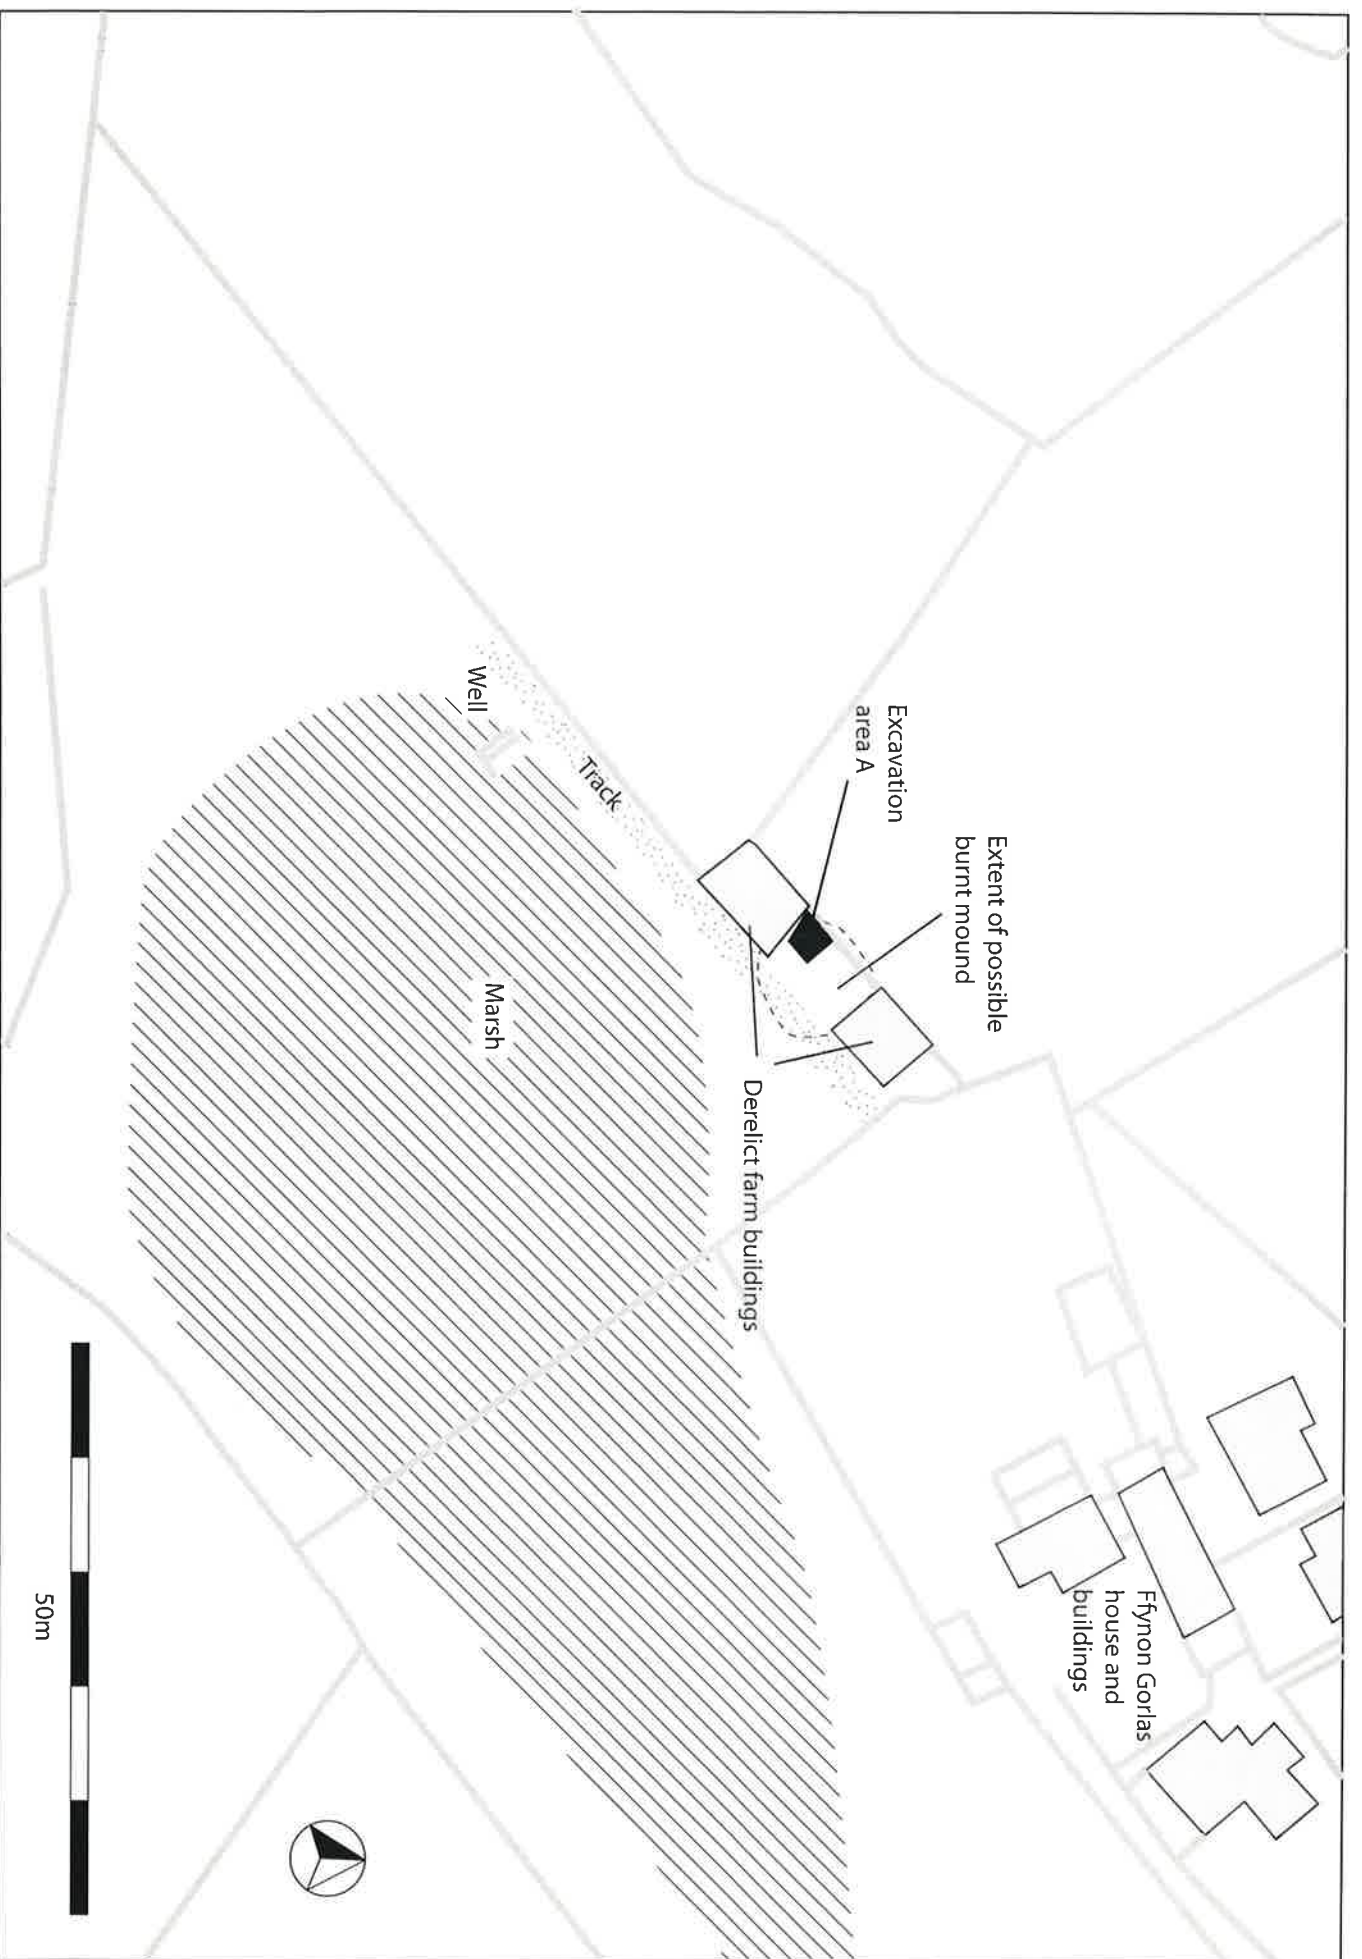 Excavation
area A
Extent of possible
burnt mound
Well
Track
Marsh
Derelict farm buildings
Ffynon Gorlas
house and
buildings
50m